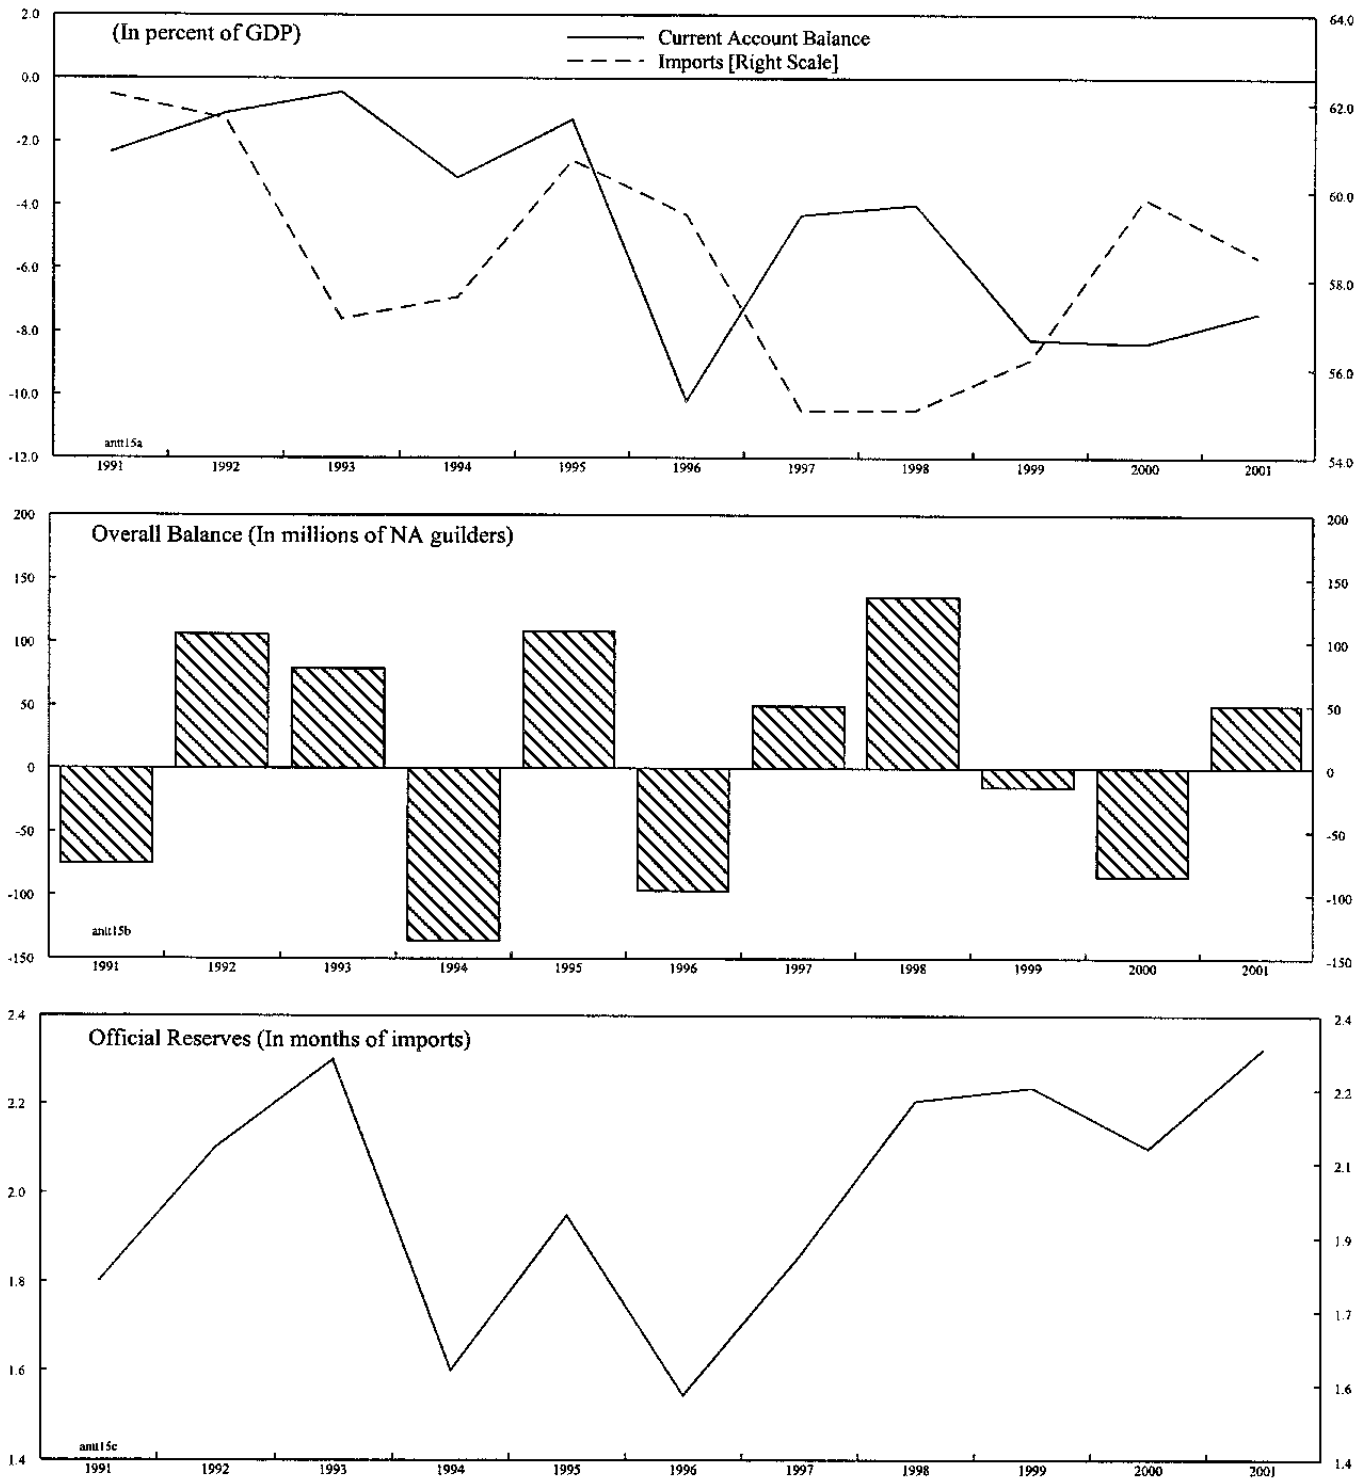 2.0
(In percent of GDP)
Current Account Balance
64.0
Imports [Right Scale]
0.0
62.0
-2.0
60.0
-4.0
-6.0
58.0
-8.0
56.0
-10.0
antt15a
-12.0
54.0
1991 1992 1993 1994 1995 1996 1997 1998 1999 2000 2001
200 200
Overall Balance (In millions of NA guilders)
150 150
100 100
50 50
0 0
-50 -50
-100 -100
antt15b
-150 -150
1991 1992 1993 1994 1995 1996 1997 1998 1999 2000 2001
2.4 2.4
Official Reserves (In months of imports)
2.2 2.2
2.1
2.0
1.9
1.8
1.7
1.6 1.6
antt15c
1.4 1.4
1991 1992 1993 1994 1995 1996 1997 1998 1999 2000 2001